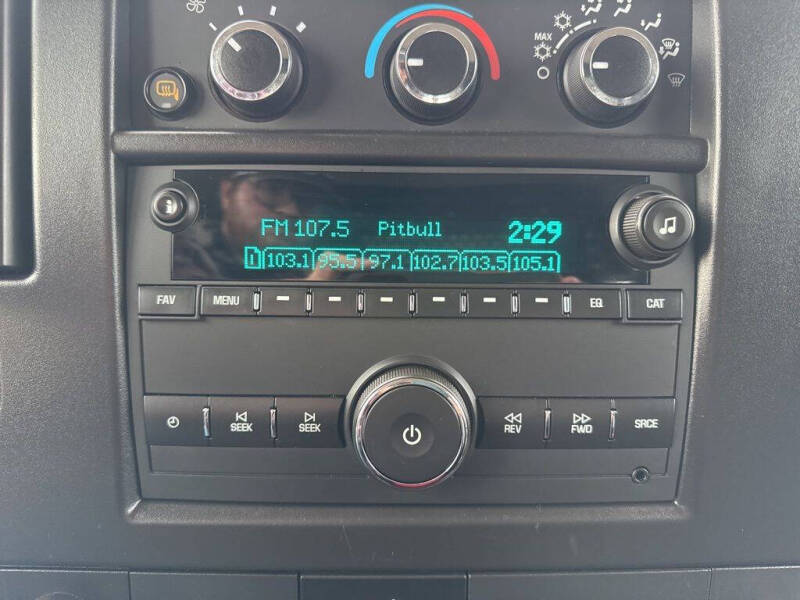 MAX
FM 107.5 Pitbull 2:29
1 103.1 95.5 97.1 102.7 103.5 105.1
FAV MENU EQ CAT
SEEK SEEK REV FWD SRCE